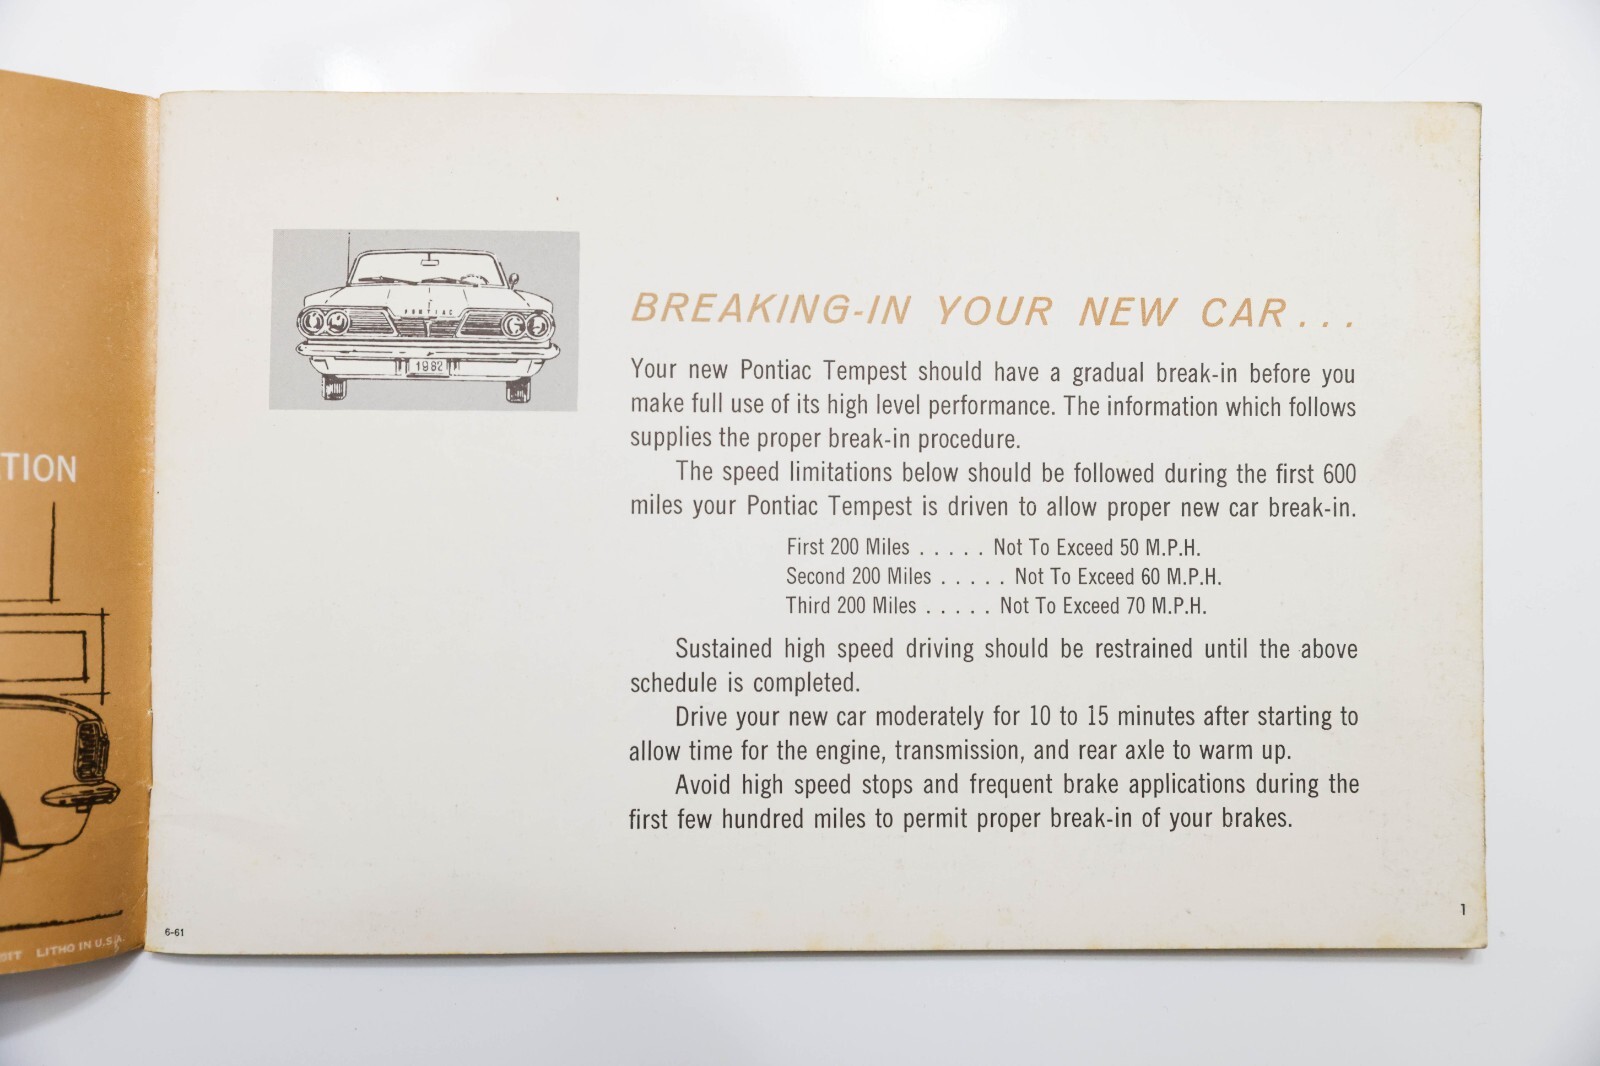 TION
SIT LITHO IN U.S.A.
PONTIAC
1962
BREAKING-IN YOUR NEW CAR...
Your new Pontiac Tempest should have a gradual break-in before you
make full use of its high level performance. The information which follows
supplies the proper break-in procedure.
The speed limitations below should be followed during the first 600
miles your Pontiac Tempest is driven to allow proper new car break-in.
First 200 Miles ..... Not To Exceed 50 M.P.H.
Second 200 Miles ..... Not To Exceed 60 M.P.H.
Third 200 Miles ..... Not To Exceed 70 M.P.H.
Sustained high speed driving should be restrained until the above
schedule is completed.
Drive your new car moderately for 10 to 15 minutes after starting to
allow time for the engine, transmission, and rear axle to warm up.
Avoid high speed stops and frequent brake applications during the
first few hundred miles to permit proper break-in of your brakes.
6-61
1